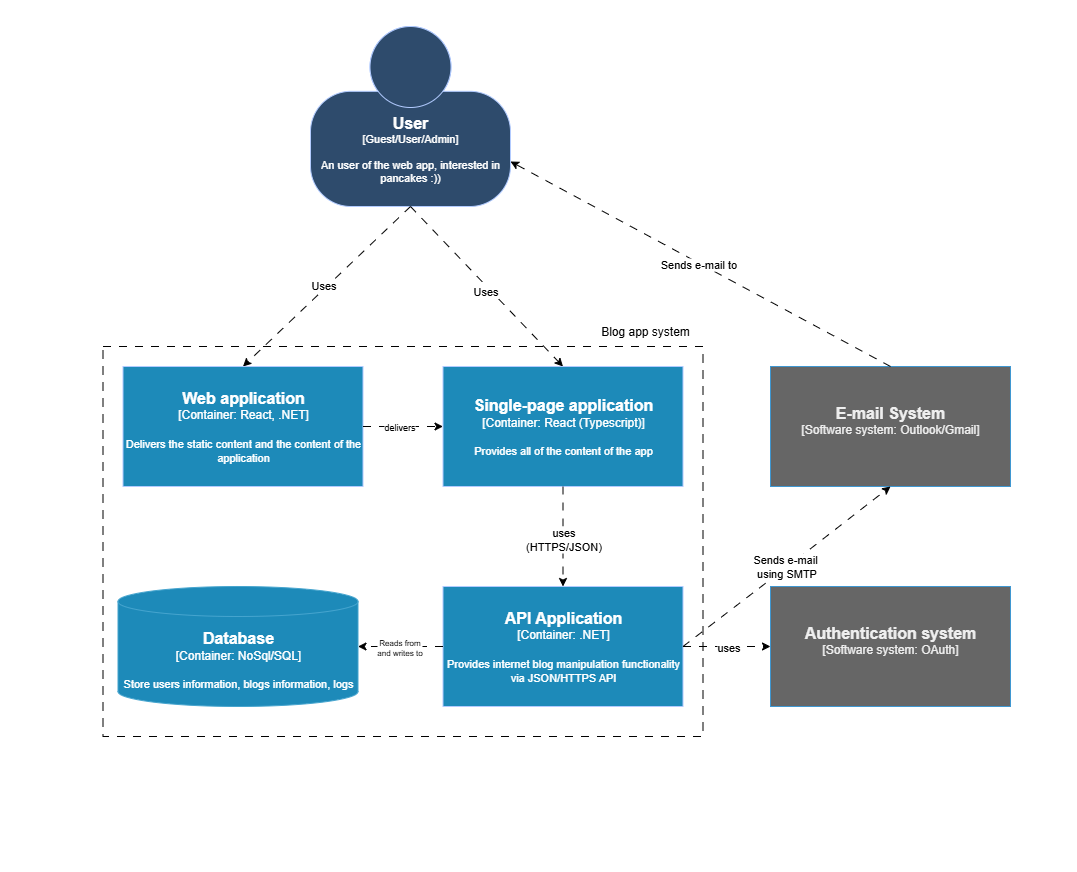 User
[Guest/User/Admin]
An user of the web app, interested in
pancakes :))
Sends e-mail to
Uses
Uses
Blog app system
Web application
[Container: React, .NET]
Delivers the static content and the content of the
application
delivers
Single-page application
[Container: React (Typescript)]
Provides all of the content of the app
E-mail System
[Software system: Outlook/Gmail]
uses
(HTTPS/JSON)
Sends e-mail
using SMTP
Database
[Container: NoSql/SQL]
Store users information, blogs information, logs
Reads from
and writes to
API Application
[Container: .NET]
Provides internet blog manipulation functionality
via JSON/HTTPS API
uses
Authentication system
[Software system: OAuth]